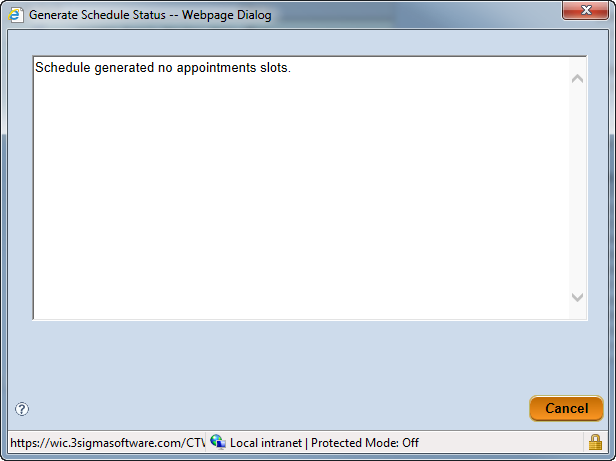 Generate Schedule Status -- Webpage Dialog
Schedule generated no appointments slots.
?
Cancel
https://wic.3sigmasoftware.com/CTW Local intranet | Protected Mode: Off